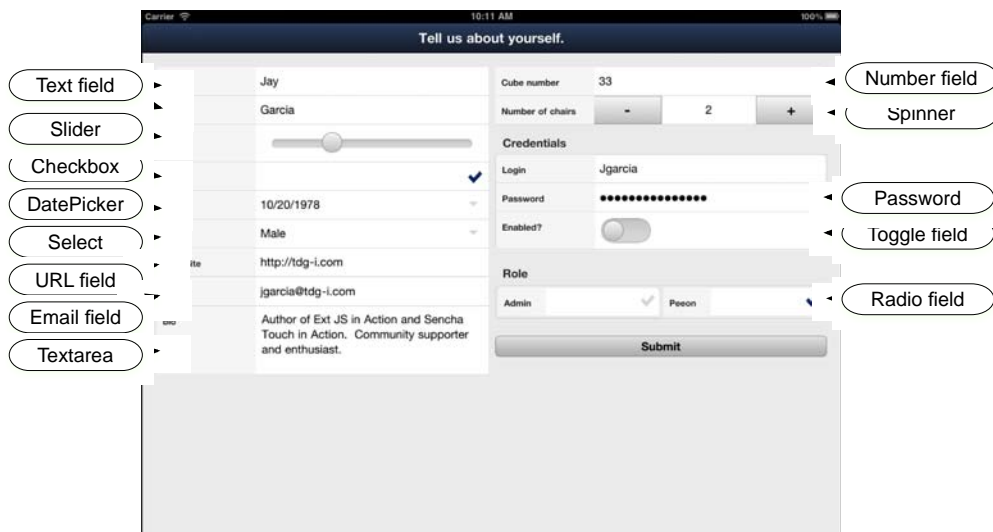 Carrier
10:11 AM
100%
Tell us about yourself.
Text field
Slider
Checkbox
DatePicker
Select
URL field
Email field
Textarea
Jay
Garcia
10/20/1978
Male
http://tdg-i.com
jgarcia@tdg-i.com
Author of Ext JS in Action and Sencha
Touch in Action. Community supporter
and enthusiast.
Cube number 33
Number of chairs - 2 +
Credentials
Login Jgarcia
Password ●●●●●●●●●●●●●●●
Enabled?
Role
Admin Peeon
Submit
Number field
Spinner
Password
Toggle field
Radio field